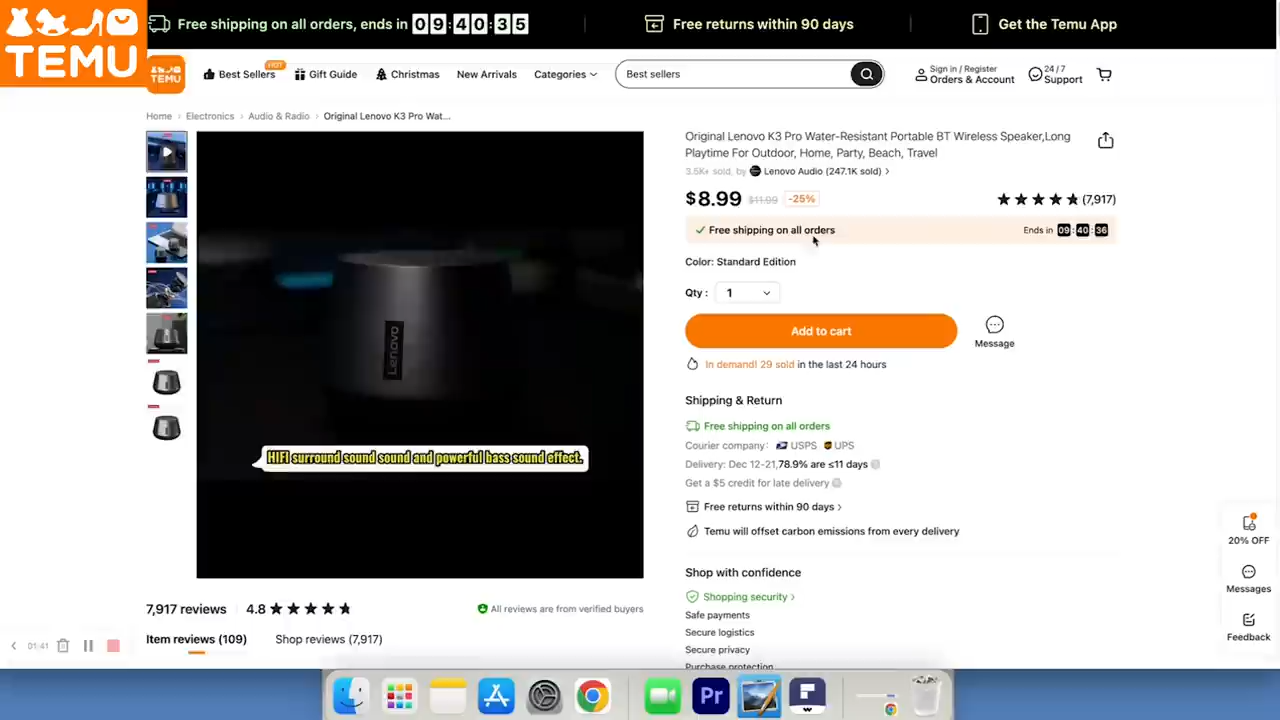 TEMU
Free shipping on all orders, ends in 09:40:35
Free returns within 90 days
Get the Temu App
TEMU
Best Sellers
HOT
Gift Guide
Christmas
New Arrivals
Categories
Best sellers
Sign in / Register
Orders & Account
24 / 7
Support
Home
Electronics
Audio & Radio
Original Lenovo K3 Pro Wat...
Original Lenovo K3 Pro Water-Resistant Portable BT Wireless Speaker,Long
Playtime For Outdoor, Home, Party, Beach, Travel
3.5K+ sold, by Lenovo Audio (247.1K sold) >
$8.99 $11.99 -25%
(7,917)
Free shipping on all orders
Ends in 09:40:36
Color: Standard Edition
Qty : 1
Add to cart
Message
In demand! 29 sold in the last 24 hours
Lenovo
HIFI surround sound sound and powerful bass sound effect.
Shipping & Return
Free shipping on all orders
Courier company: USPS UPS
Delivery: Dec 12-21,78.9% are ≤11 days
Get a $5 credit for late delivery
Free returns within 90 days >
Temu will offset carbon emissions from every delivery
Shop with confidence
Shopping security >
Safe payments
Secure logistics
Secure privacy
Purchase protection
7,917 reviews
4.8
All reviews are from verified buyers
Item reviews (109)
Shop reviews (7,917)
01:41
20% OFF
Messages
Feedback
Pr